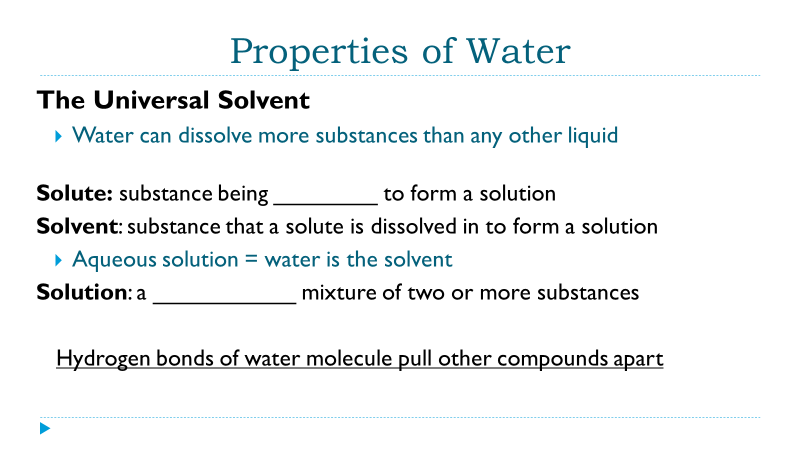 Properties of Water
The Universal Solvent
Water can dissolve more substances than any other liquid
Solute: substance being _________ to form a solution
Solvent: substance that a solute is dissolved in to form a solution
Aqueous solution = water is the solvent
Solution: a ____________ mixture of two or more substances
Hydrogen bonds of water molecule pull other compounds apart